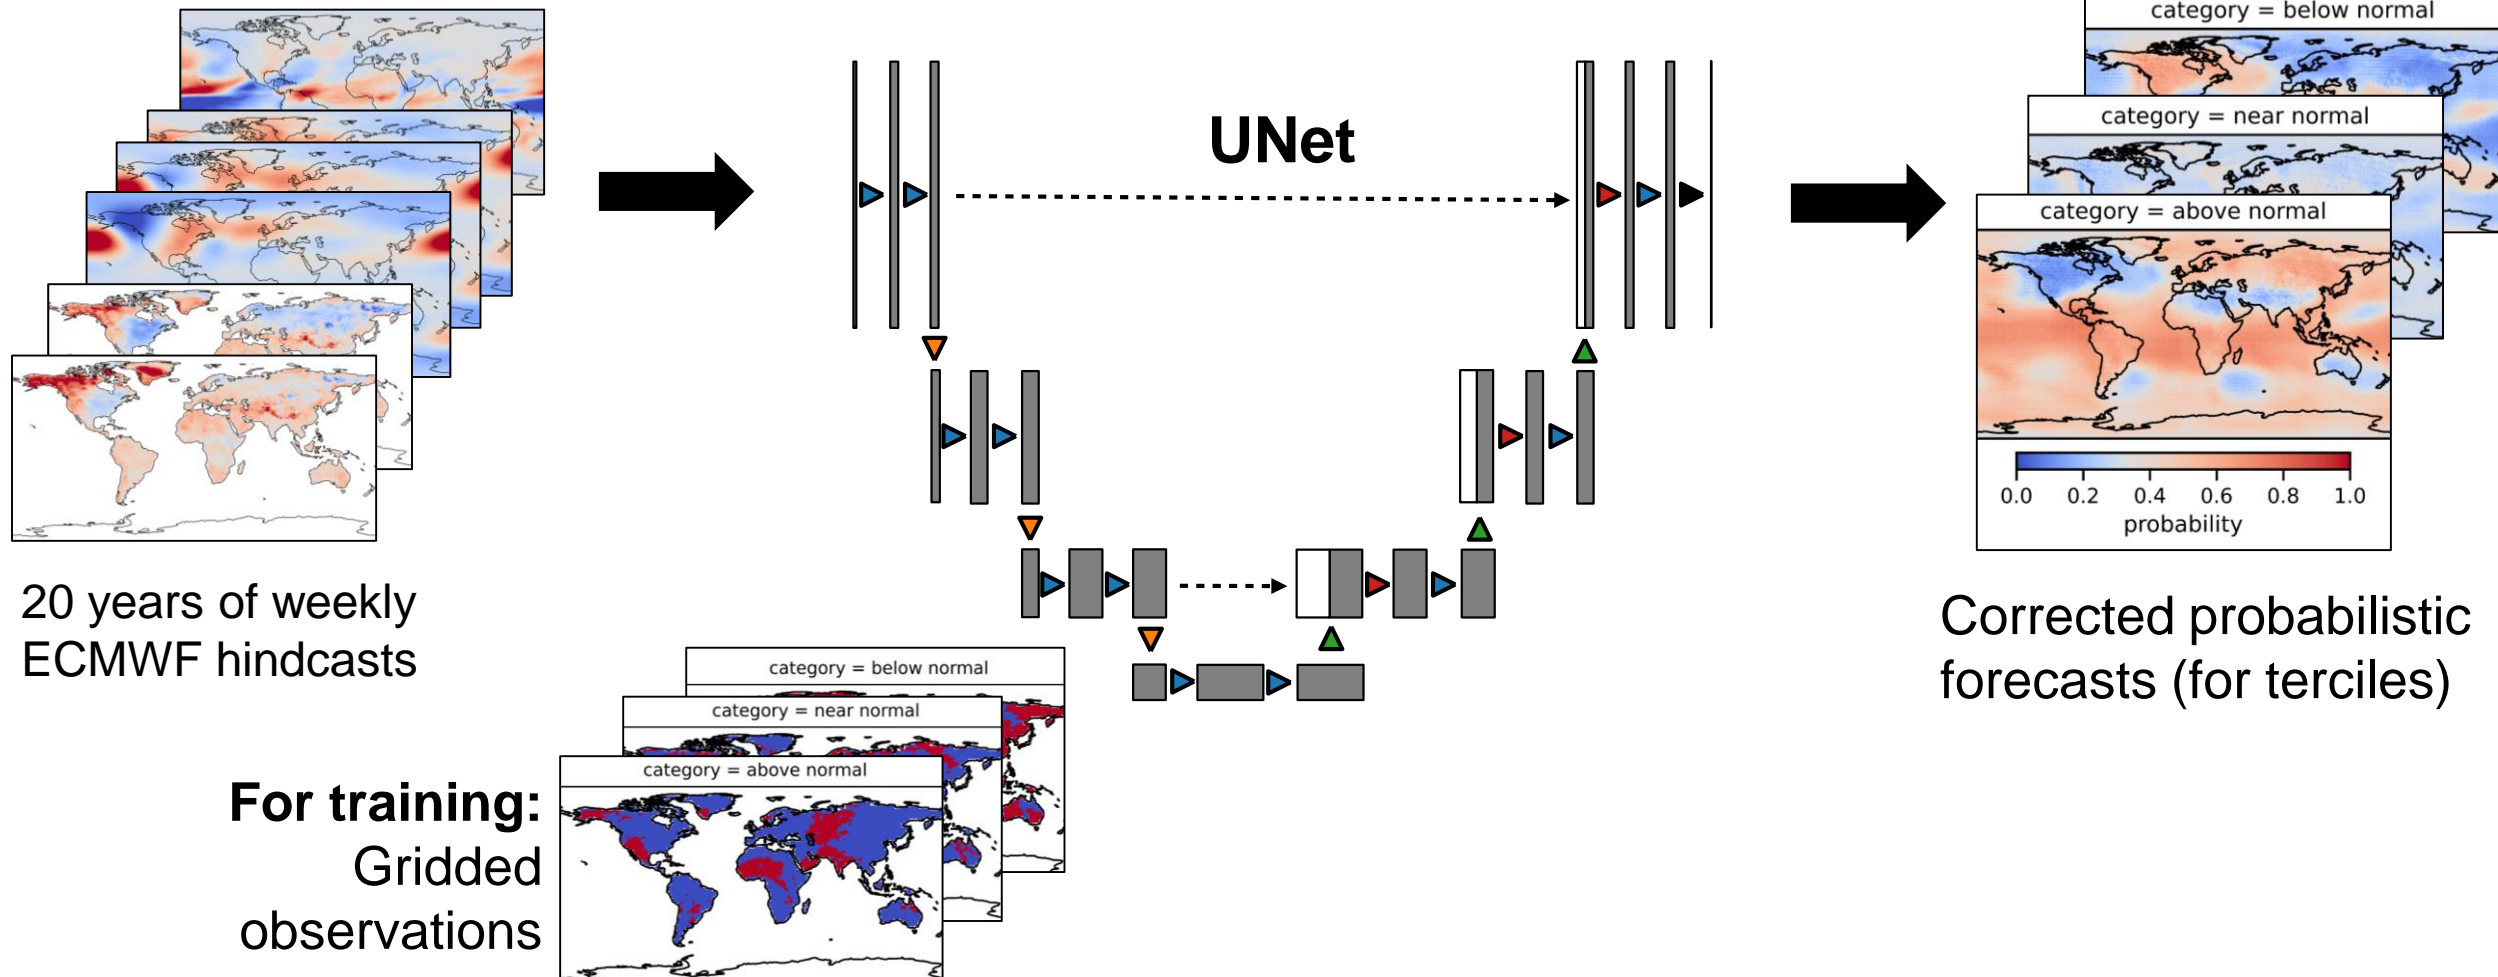 UNet
category = below normal
category = near normal
category = above normal
0.0 0.2 0.4 0.6 0.8 1.0
probability
20 years of weekly
ECMWF hindcasts
Corrected probabilistic
forecasts (for terciles)
category = below normal
category = near normal
category = above normal
For training:
Gridded
observations